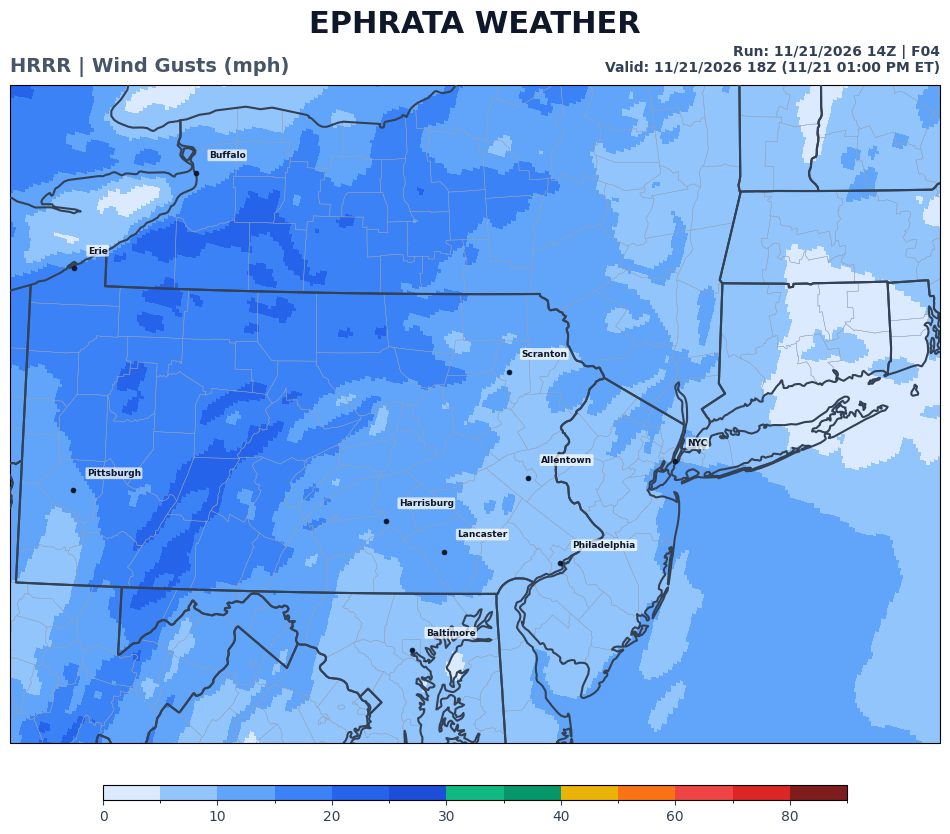 EPHRATA WEATHER
HRRR | Wind Gusts (mph)
Run: 11/21/2026 14Z | F04
Valid: 11/21/2026 18Z (11/21 01:00 PM ET)
Buffalo
Erie
Scranton
NYC
Allentown
Pittsburgh
Harrisburg
Lancaster
Philadelphia
Baltimore
0 10 20 30 40 50 60 70 80